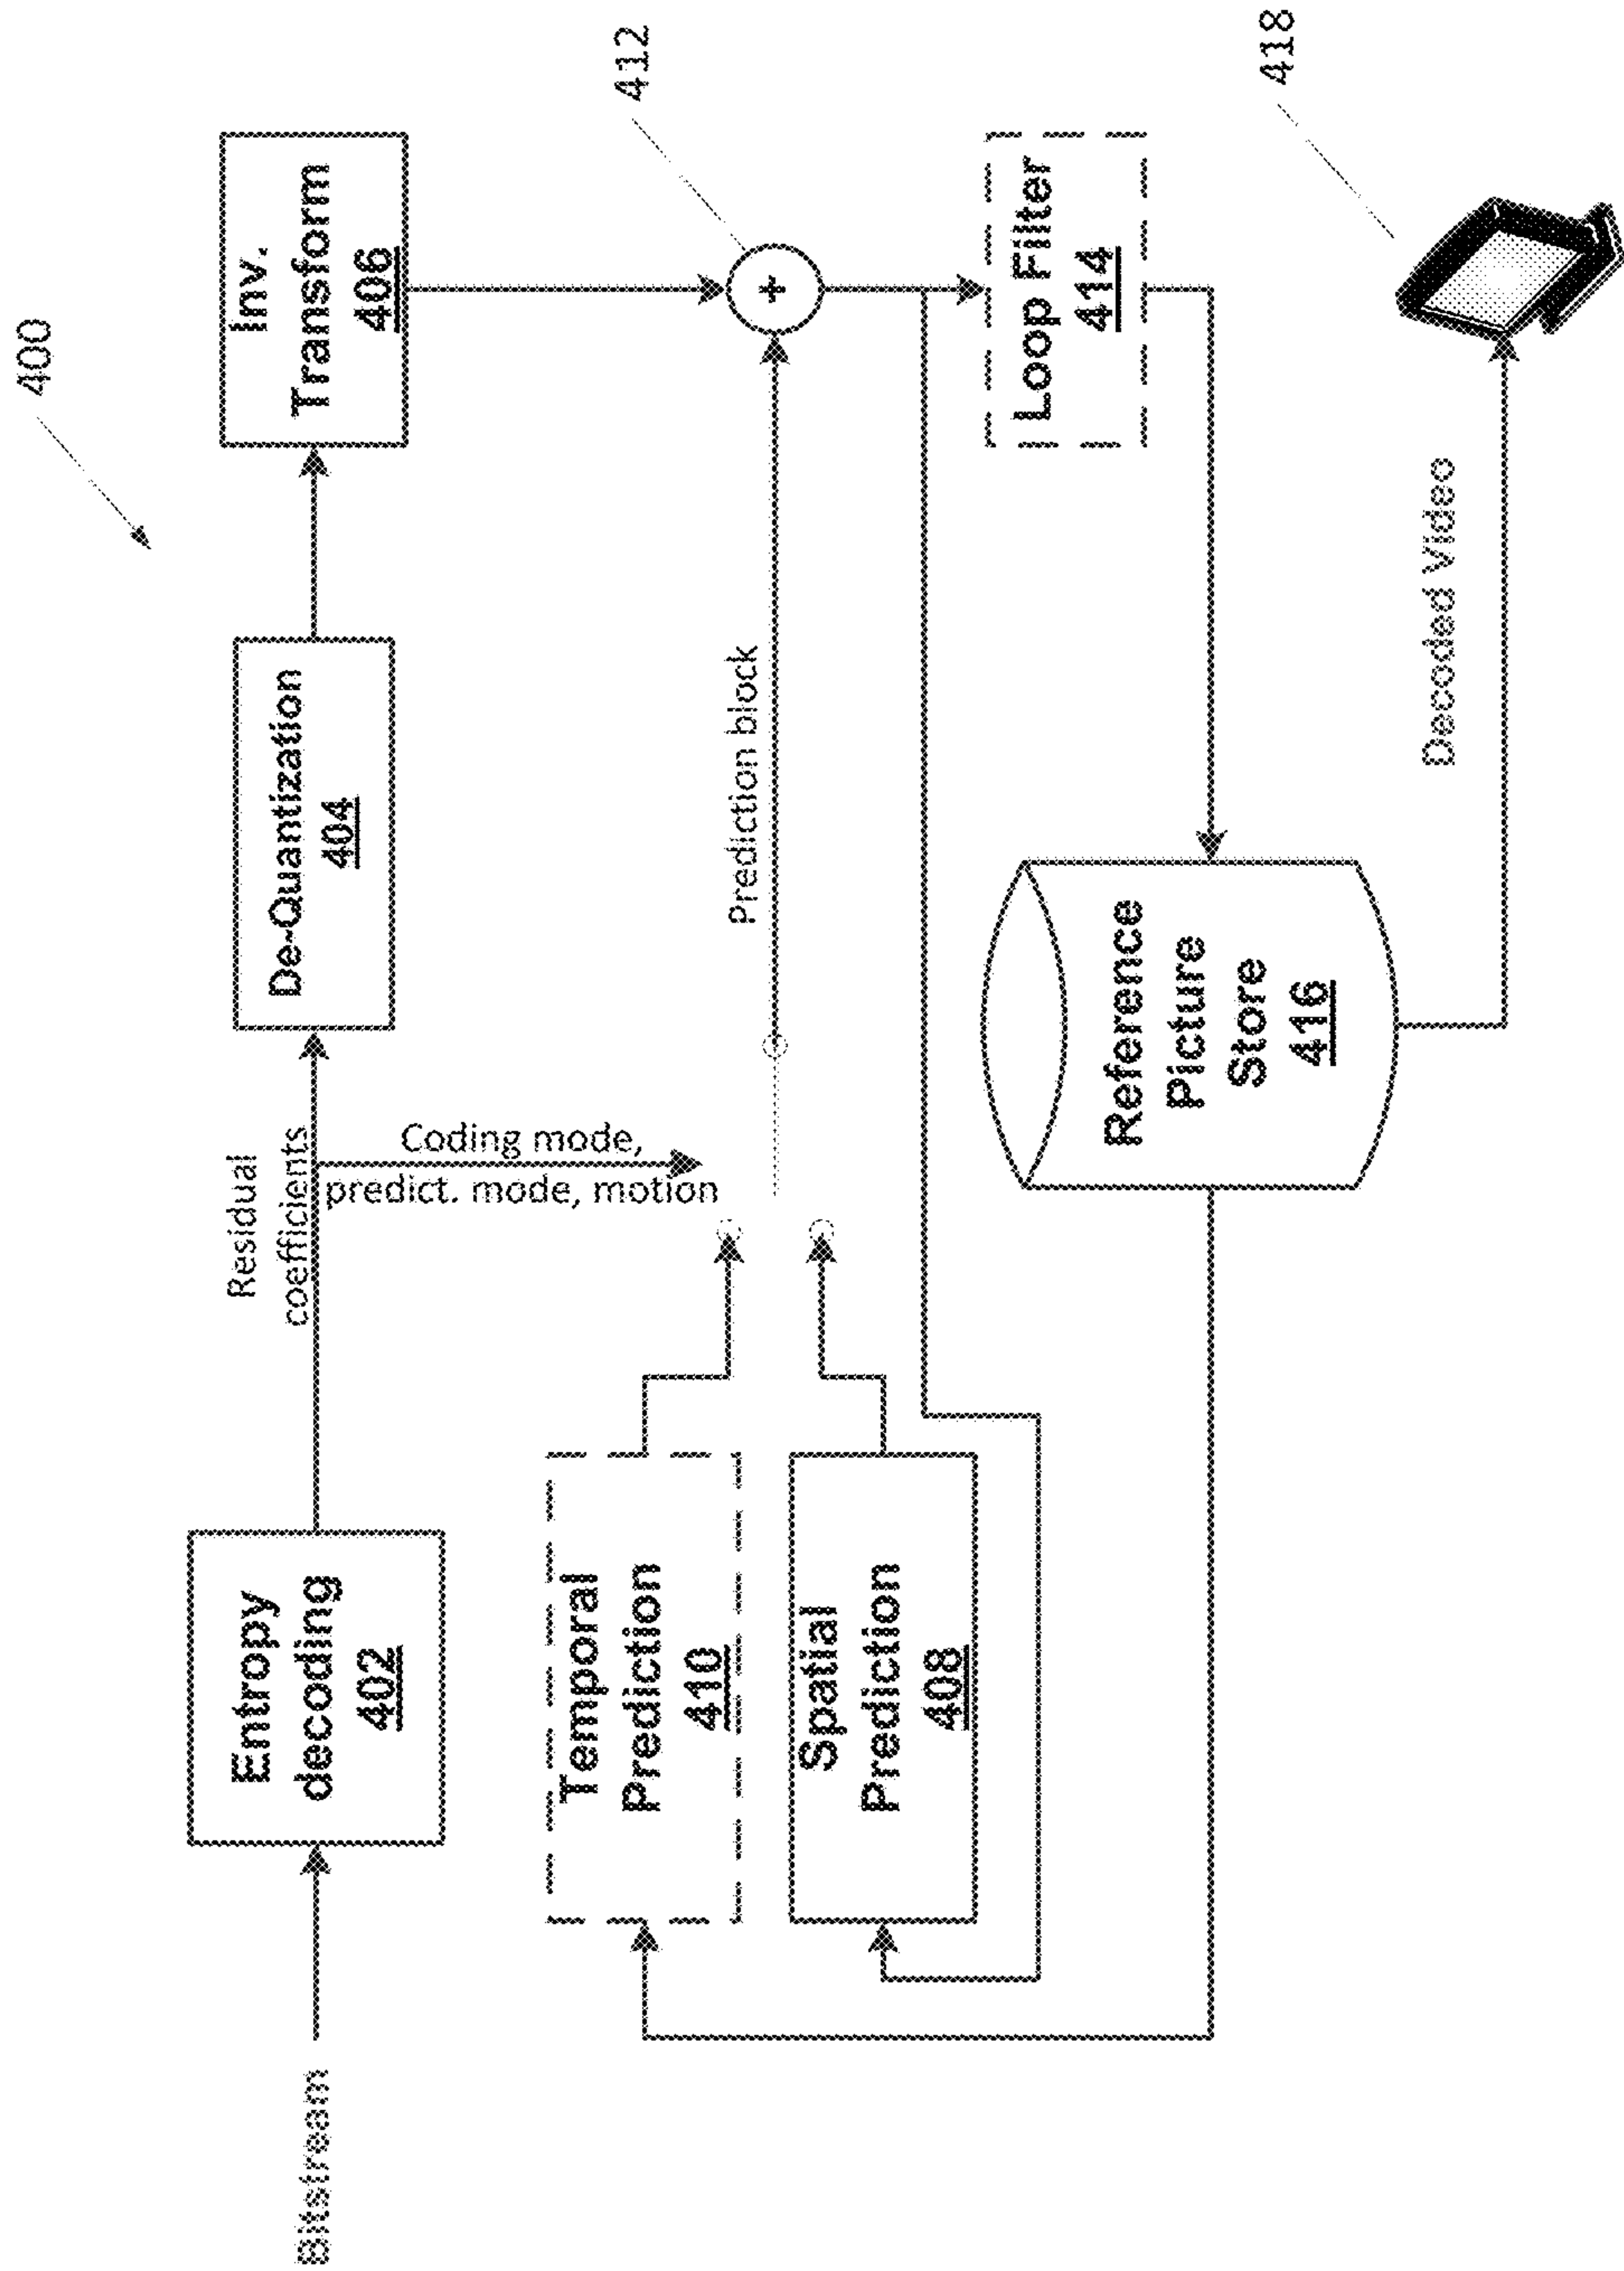 400
Bitstream
Entropy
decoding
402
Residual
coefficients
De-Quantization
404
Inv.
Transform
406
Coding mode,
predict. mode, motion
Temporal
Prediction
410
Spatial
Prediction
408
Prediction block
412
+
Loop Filter
414
Reference
Picture
Store
416
Decoded Video
418